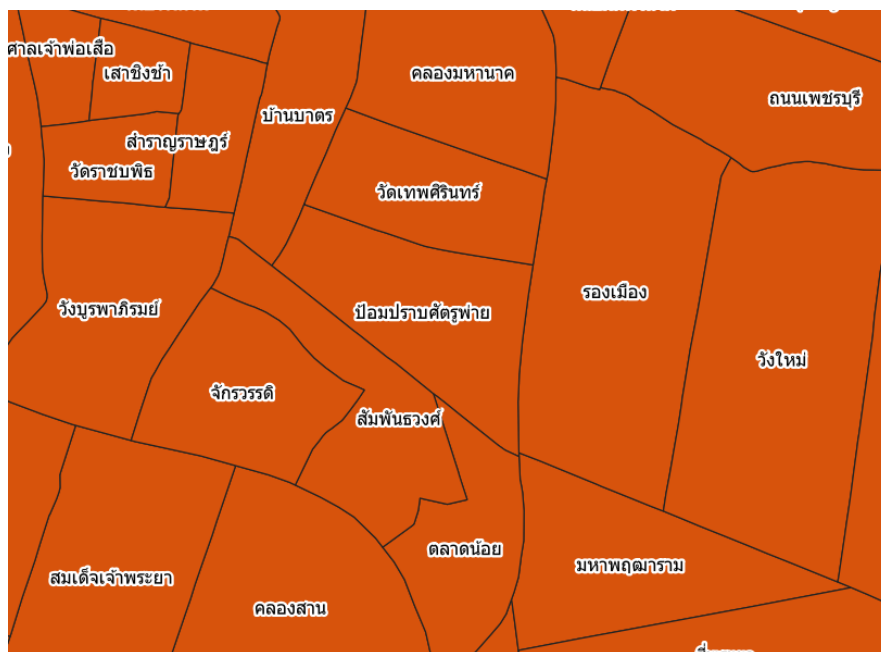 ศาลเจ้าพ่อเสือ
เสาชิงช้า
คลองมหานาค
ถนนเพชรบุรี
บ้านบาตร
สำราญราษฎร์
วัดราชบพิธ
วัดเทพศิรินทร์
รองเมือง
วังบูรพาภิรมย์
ป้อมปราบศัตรูพ่าย
วังใหม่
จักรวรรดิ
สัมพันธวงศ์
ตลาดน้อย
มหาพฤฒาราม
สมเด็จเจ้าพระยา
คลองสาน